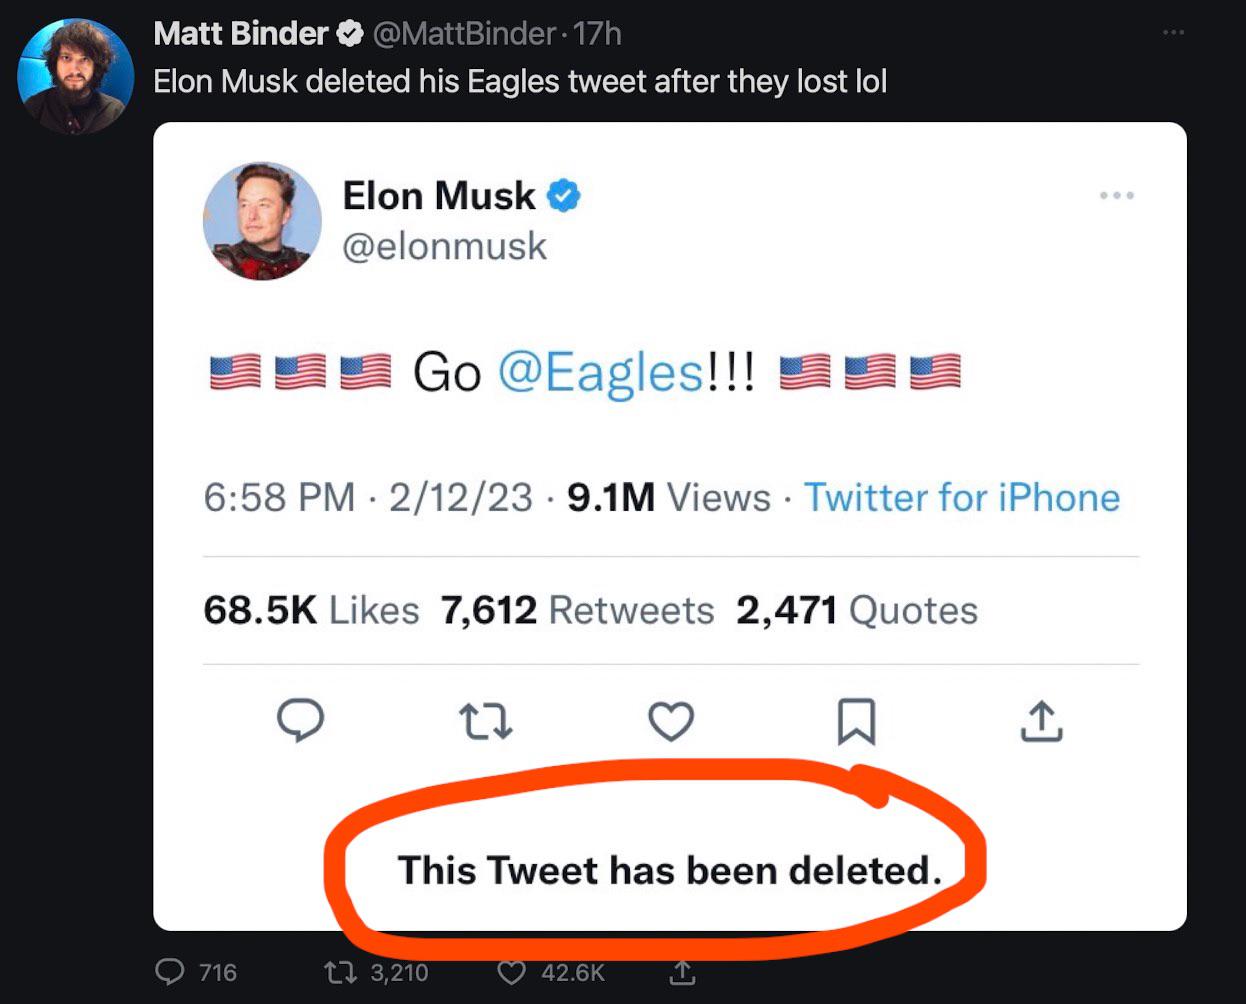 Matt Binder @MattBinder · 17h
Elon Musk deleted his Eagles tweet after they lost lol
Elon Musk
@elonmusk
🇺🇸 🇺🇸 🇺🇸 Go @Eagles!!! 🇺🇸 🇺🇸 🇺🇸
6:58 PM · 2/12/23 · 9.1M Views · Twitter for iPhone
68.5K Likes 7,612 Retweets 2,471 Quotes
This Tweet has been deleted.
716 3,210 42.6K